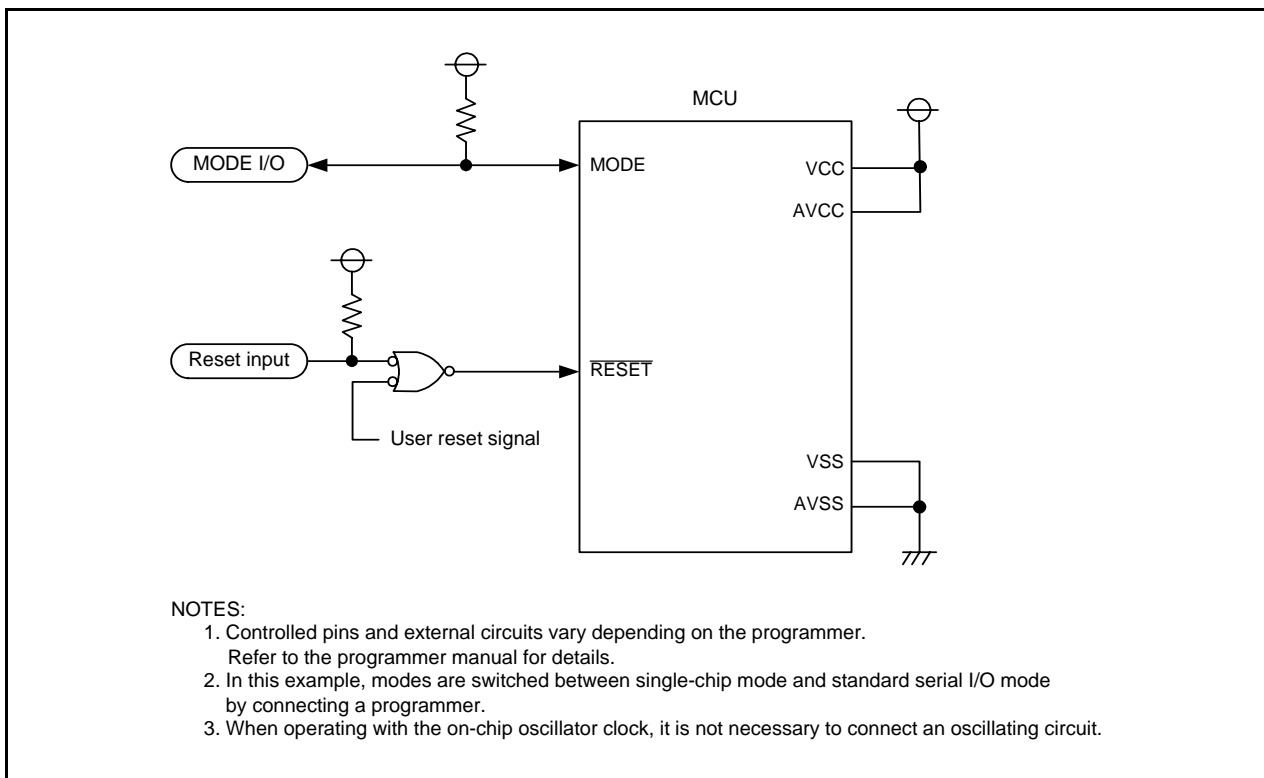 MCU
MODE I/O
MODE
VCC
AVCC
Reset input
RESET
User reset signal
VSS
AVSS
NOTES:
1. Controlled pins and external circuits vary depending on the programmer.
Refer to the programmer manual for details.
2. In this example, modes are switched between single-chip mode and standard serial I/O mode
by connecting a programmer.
3. When operating with the on-chip oscillator clock, it is not necessary to connect an oscillating circuit.